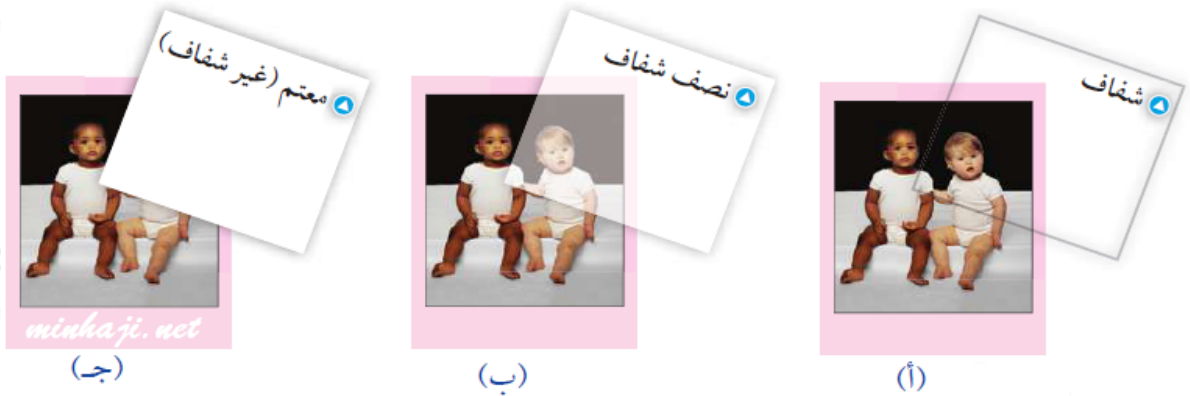 شفاف
نصف شفاف
معتم (غير شفاف)
minhaji.net
(أ)
(ب)
(جـ)